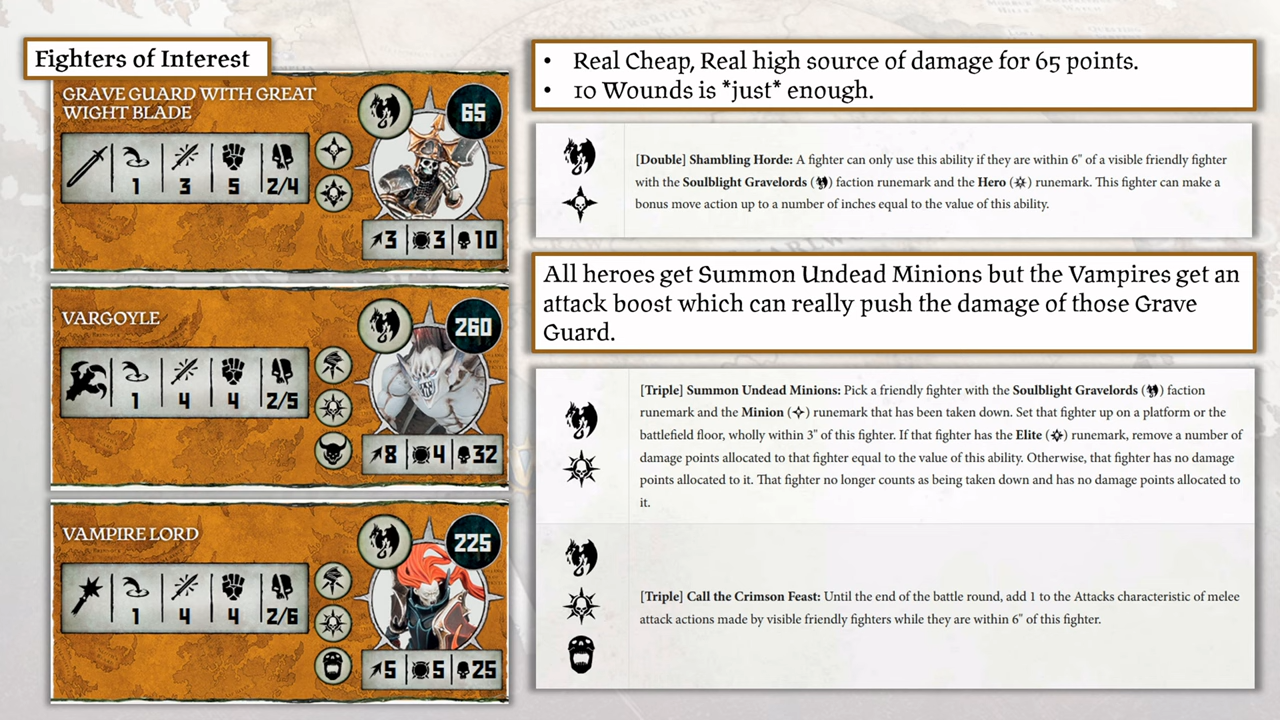 Fighters of Interest
GRAVE GUARD WITH GREAT
WIGHT BLADE
65
1 3 5 2/4
3 3 10
VARGOYLE
260
1 4 4 2/5
8 4 32
VAMPIRE LORD
225
1 4 4 2/6
5 5 25
• Real Cheap, Real high source of damage for 65 points.
• 10 Wounds is *just* enough.
[Double] Shambling Horde: A fighter can only use this ability if they are within 6" of a visible friendly fighter
with the Soulblight Gravelords () faction runemark and the Hero () runemark. This fighter can make a
bonus move action up to a number of inches equal to the value of this ability.
All heroes get Summon Undead Minions but the Vampires get an
attack boost which can really push the damage of those Grave
Guard.
[Triple] Summon Undead Minions: Pick a friendly fighter with the Soulblight Gravelords () faction
runemark and the Minion () runemark that has been taken down. Set that fighter up on a platform or the
battlefield floor, wholly within 3" of this fighter. If that fighter has the Elite () runemark, remove a number of
damage points allocated to that fighter equal to the value of this ability. Otherwise, that fighter has no damage
points allocated to it. That fighter no longer counts as being taken down and has no damage points allocated to
it.
[Triple] Call the Crimson Feast: Until the end of the battle round, add 1 to the Attacks characteristic of melee
attack actions made by visible friendly fighters while they are within 6" of this fighter.